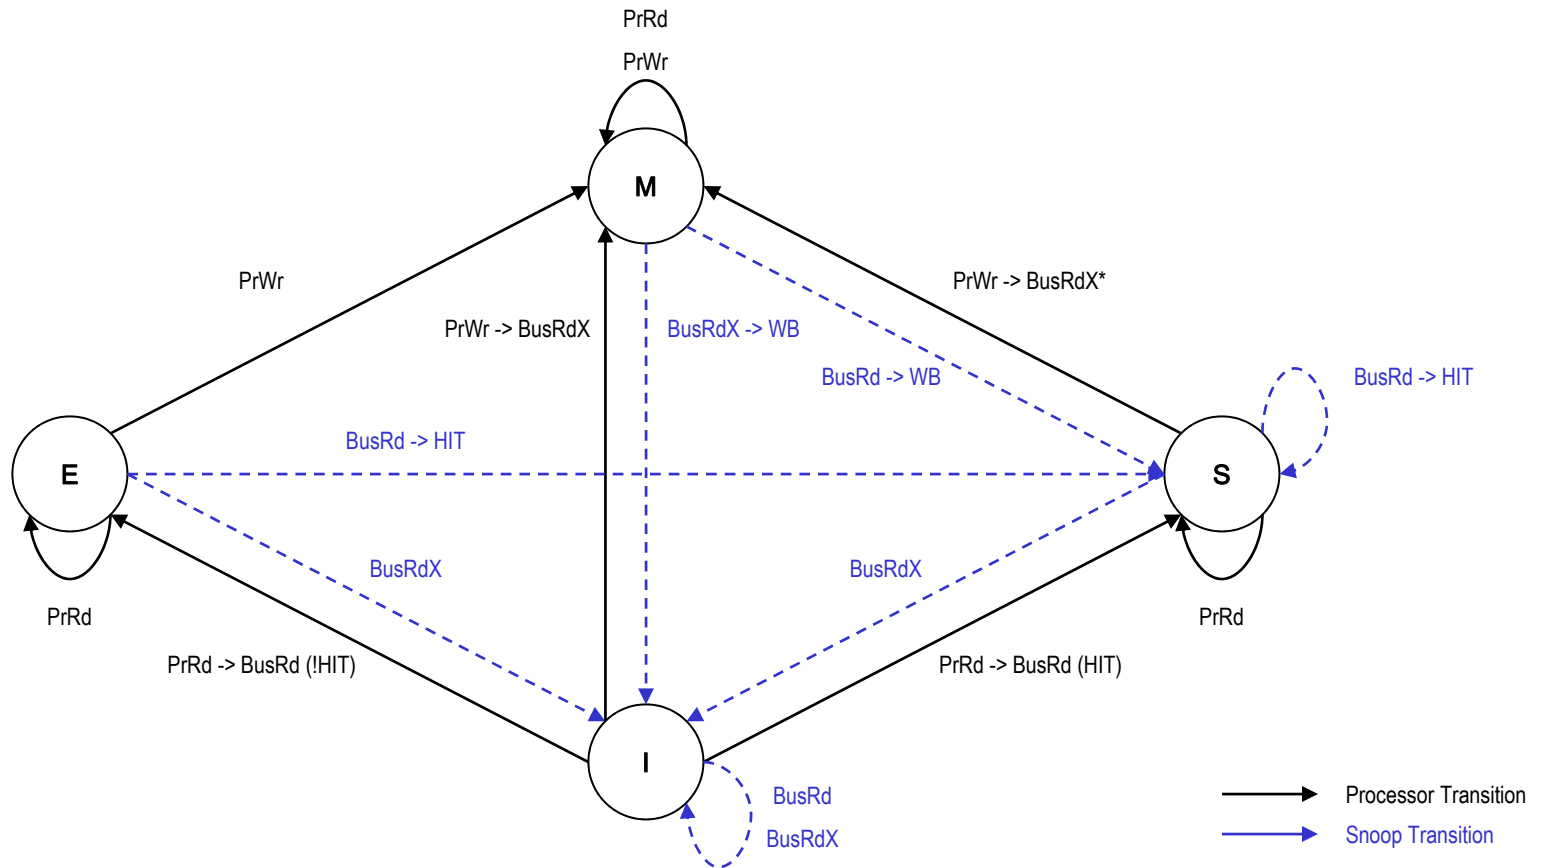 PrRd
PrWr
M
PrWr
PrWr -> BusRdX*
PrWr -> BusRdX
BusRdX -> WB
BusRd -> WB
BusRd -> HIT
BusRd -> HIT
E
S
BusRdX
BusRdX
PrRd
PrRd
PrRd -> BusRd (!HIT)
PrRd -> BusRd (HIT)
I
BusRd
BusRdX
Processor Transition
Snoop Transition